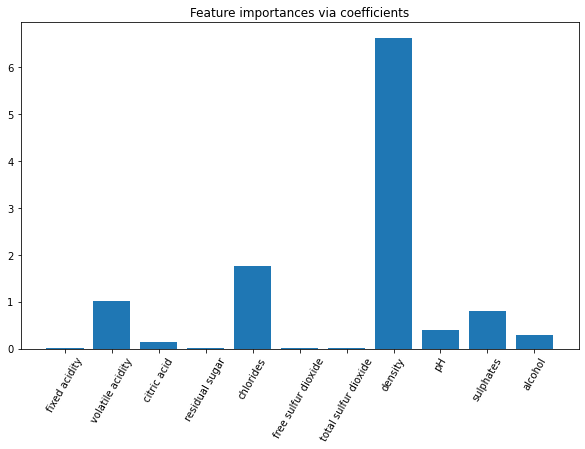 Feature importances via coefficients
6
5
4
3
2
1
0
fixed acidity
volatile acidity
citric acid
residual sugar
chlorides
free sulfur dioxide
total sulfur dioxide
density
pH
sulphates
alcohol